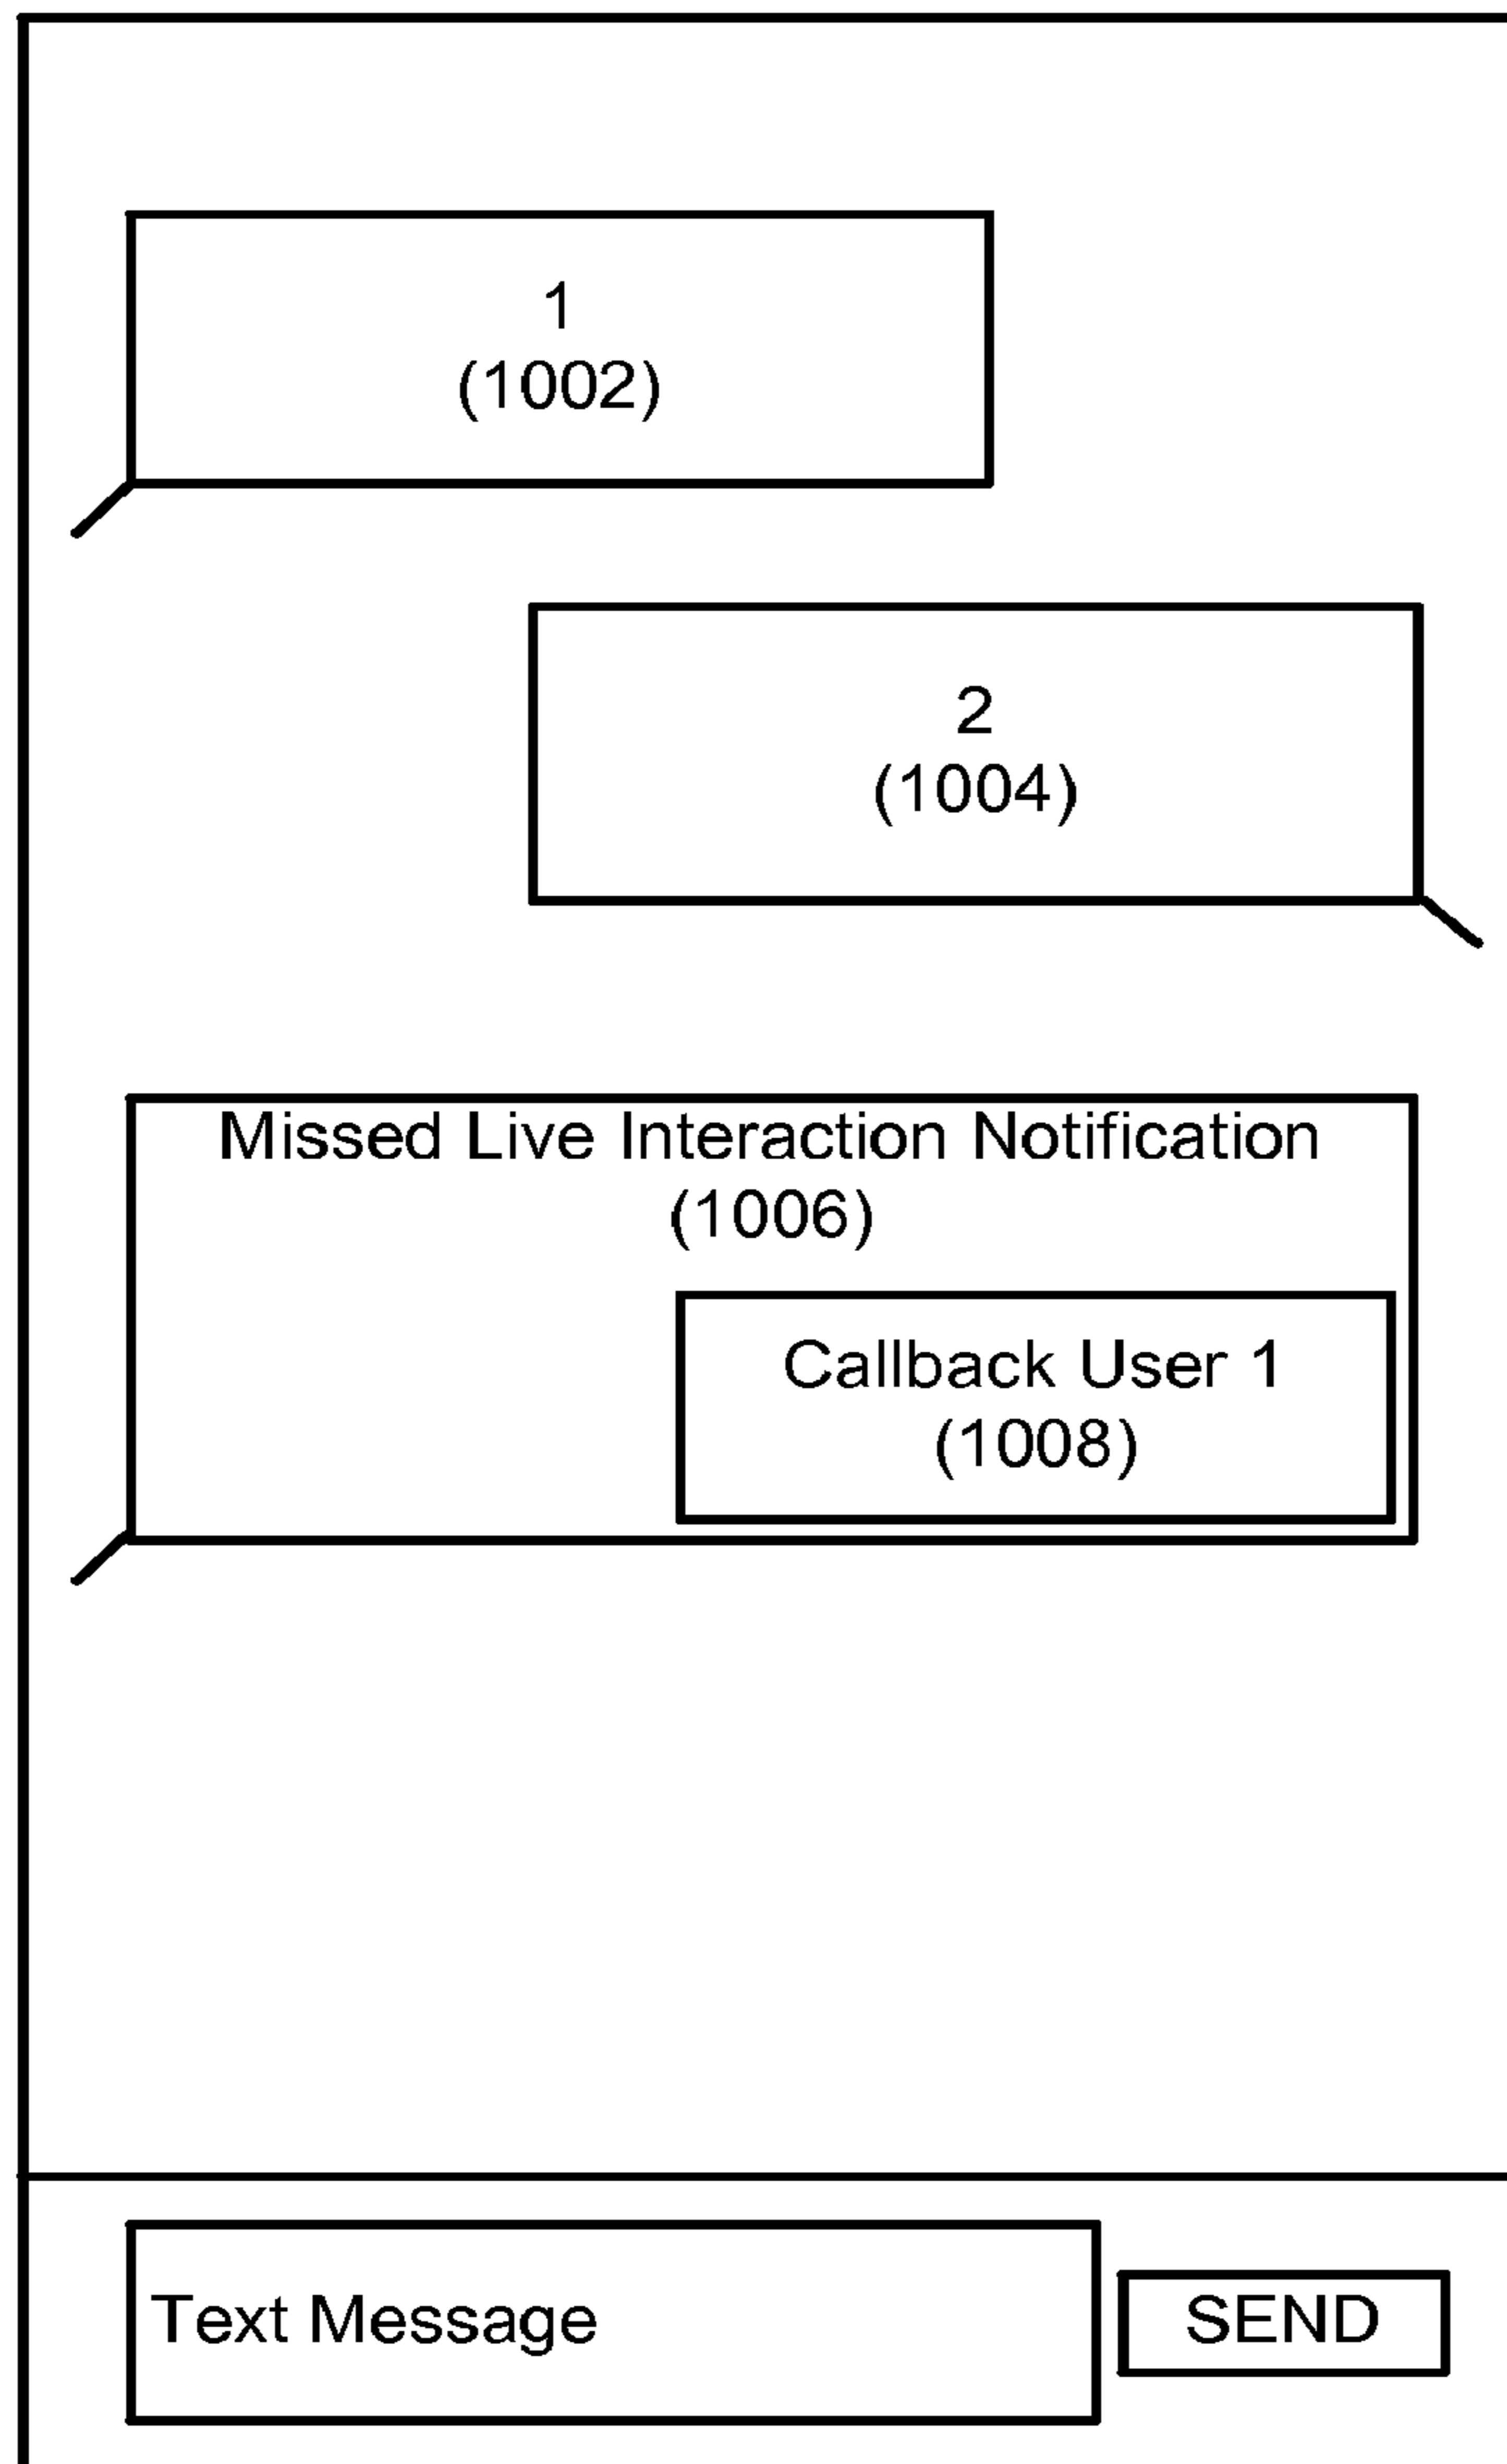 1
(1002)
2
(1004)
Missed Live Interaction Notification
(1006)
Callback User 1
(1008)
Text Message
SEND